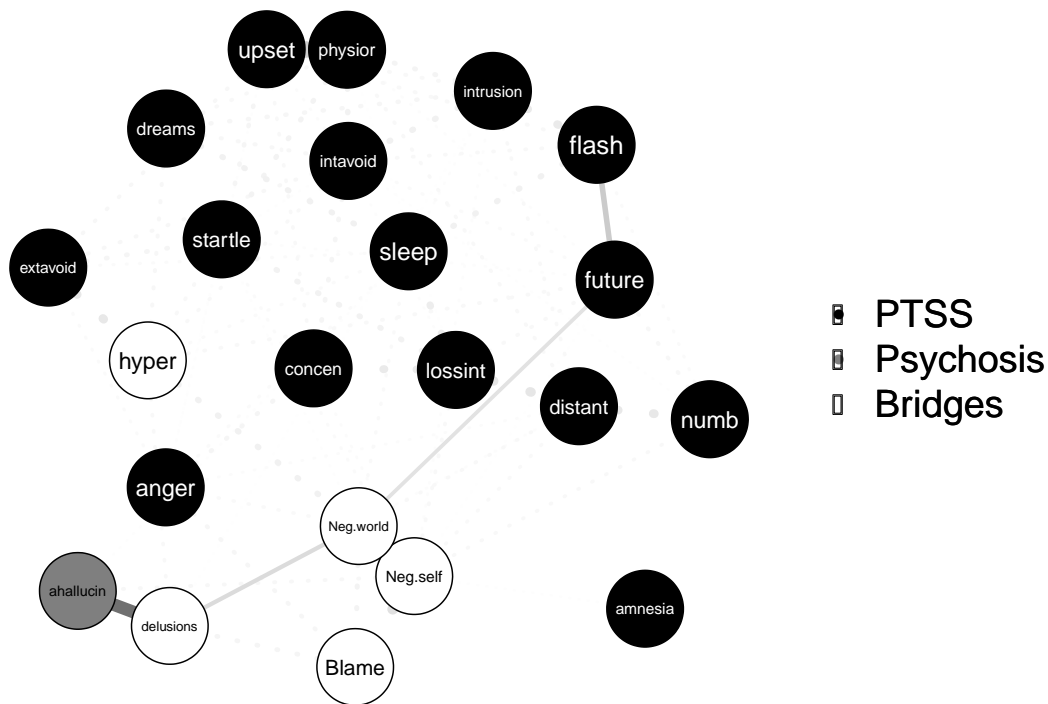 upset
physior
intrusion
dreams
flash
intavoid
startle
sleep
extavoid
future
hyper
concen
lossint
distant
numb
anger
Neg.world
Neg.self
ahallucin
delusions
amnesia
Blame
PTSS
Psychosis
Bridges